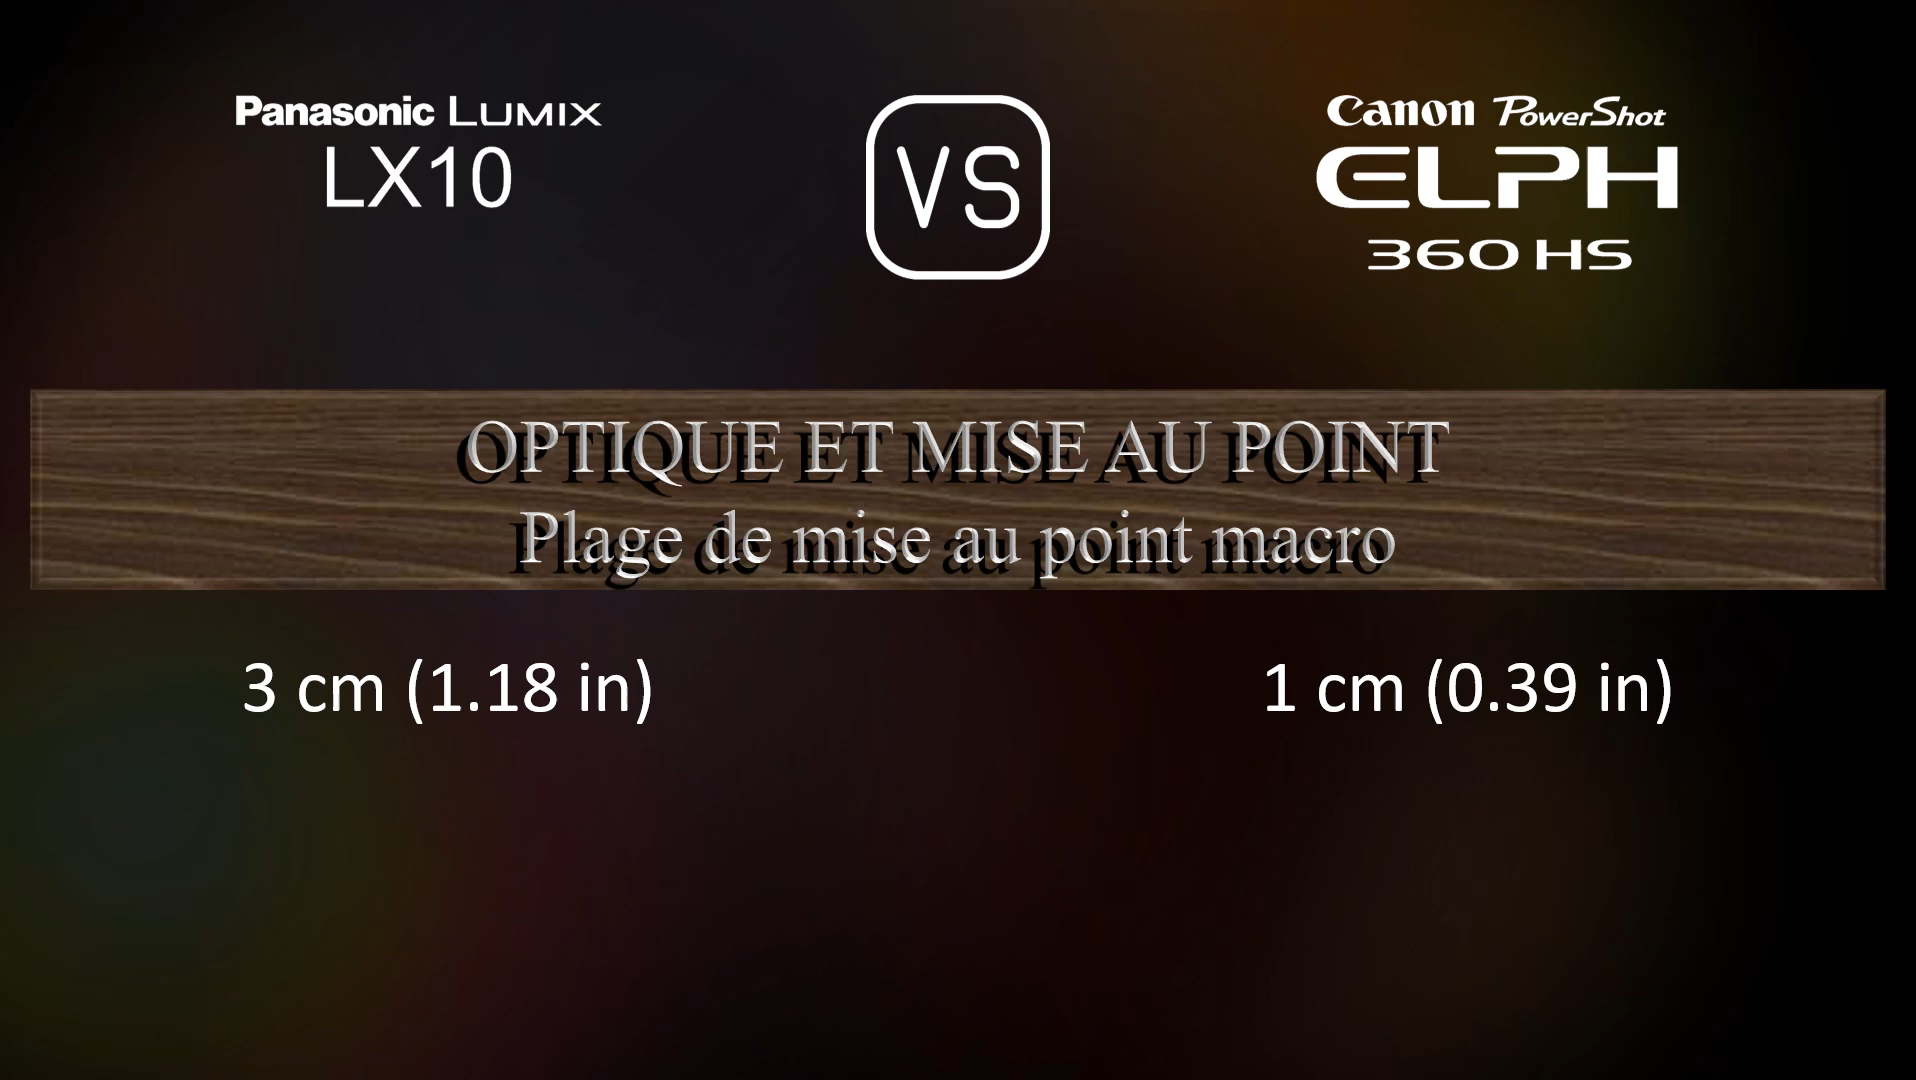 Panasonic LUMIX
LX10
VS
Canon PowerShot
ELPH
360 HS
OPTIQUE ET MISE AU POINT
Plage de mise au point macro
3 cm (1.18 in)
1 cm (0.39 in)